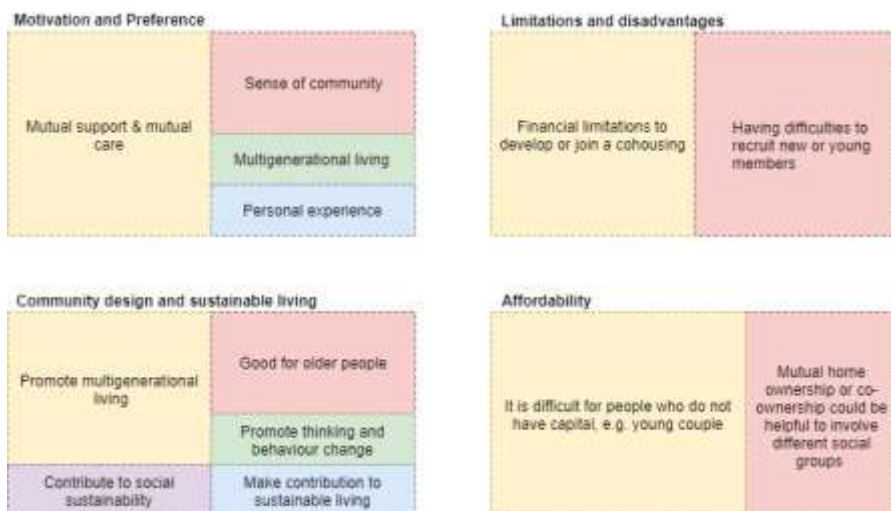 Motivation and Preference
Mutual support & mutual
care
Sense of community
Multigenerational living
Personal experience
Limitations and disadvantages
Financial limitations to
develop or join a cohousing
Having difficulties to
recruit new or young
members
Community design and sustainable living
Promote multigenerational
living
Good for older people
Promote thinking and
behaviour change
Contribute to social
sustainability
Make contribution to
sustainable living
Affordability
It is difficult for people who do not
have capital, e.g. young couple
Mutual home
ownership or co-
ownership could be
helpful to involve
different social
groups